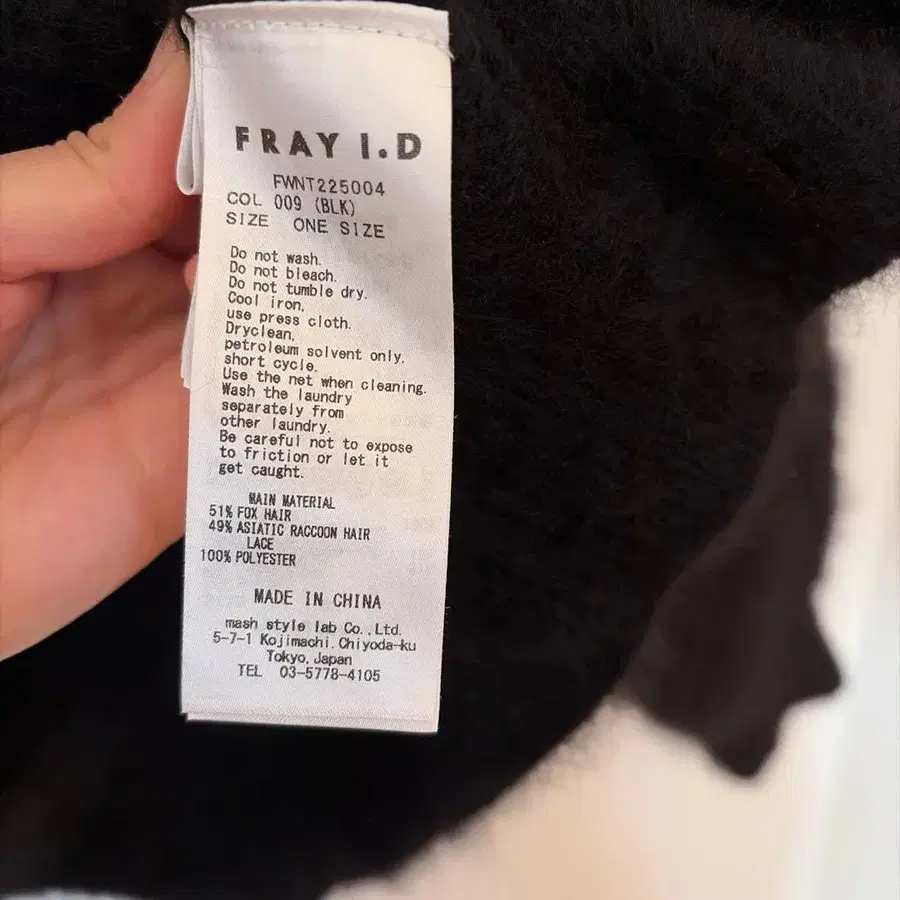 FRAY I.D
FWNT225004
COL 009 (BLK)
SIZE ONE SIZE
Do not wash.
Do not bleach.
Do not tumble dry.
Cool iron,
use press cloth.
Dryclean,
petroleum solvent only,
short cycle.
Use the net when cleaning.
Wash the laundry
separately from
other laundry.
Be careful not to expose
to friction or let it
get caught.
MAIN MATERIAL
51% FOX HAIR
49% ASIATIC RACCOON HAIR
LACE
100% POLYESTER
MADE IN CHINA
mash style lab Co.,Ltd.
5-7-1 Kojimachi, Chiyoda-ku
Tokyo, Japan
TEL 03-5778-4105